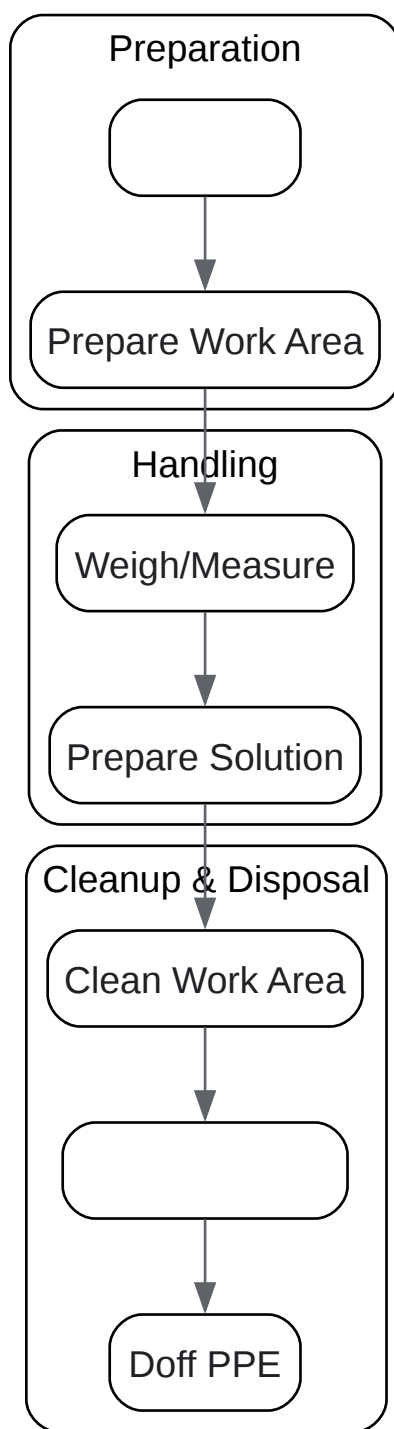 Preparation
Prepare Work Area
Handling
Weigh/Measure
Prepare Solution
Cleanup & Disposal
Clean Work Area
Doff PPE